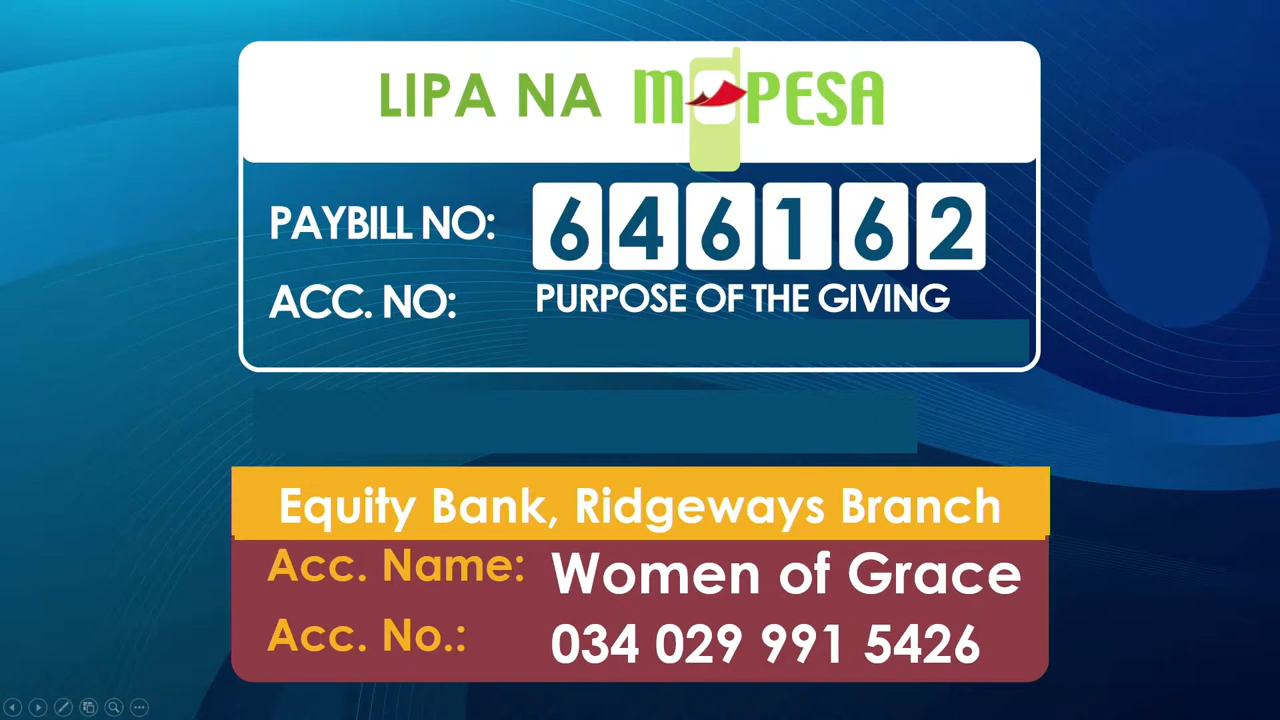 LIPA NA M-PESA
PAYBILL NO: 646162
ACC. NO: PURPOSE OF THE GIVING
Equity Bank, Ridgeways Branch
Acc. Name: Women of Grace
Acc. No.: 034 029 991 5426